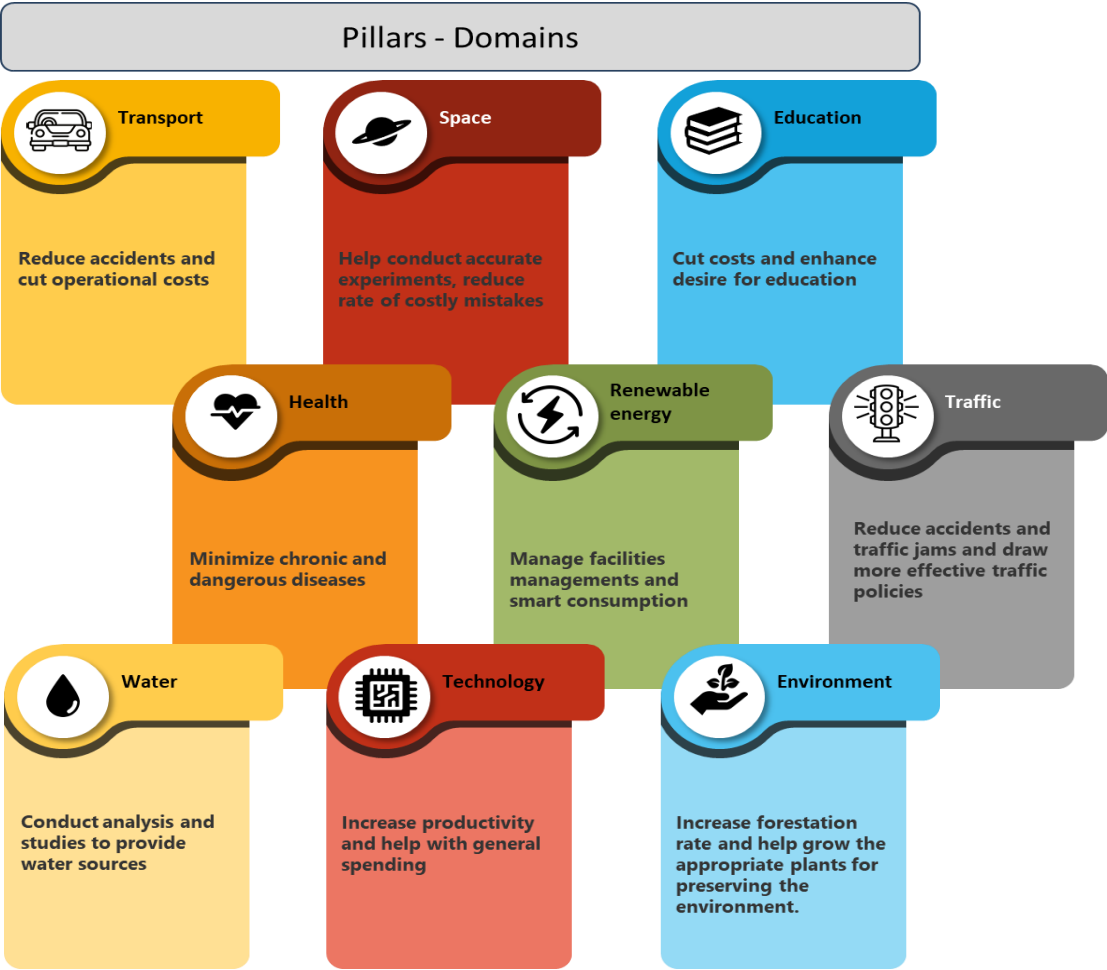 Pillars - Domains
Transport
Reduce accidents and
cut operational costs
Space
Help conduct accurate
experiments, reduce
rate of costly mistakes
Education
Cut costs and enhance
desire for education
Health
Minimize chronic and
dangerous diseases
Renewable
energy
Manage facilities
managements and
smart consumption
Traffic
Reduce accidents and
traffic jams and draw
more effective traffic
policies
Water
Conduct analysis and
studies to provide
water sources
Technology
Increase productivity
and help with general
spending
Environment
Increase forestation
rate and help grow the
appropriate plants for
preserving the
environment.